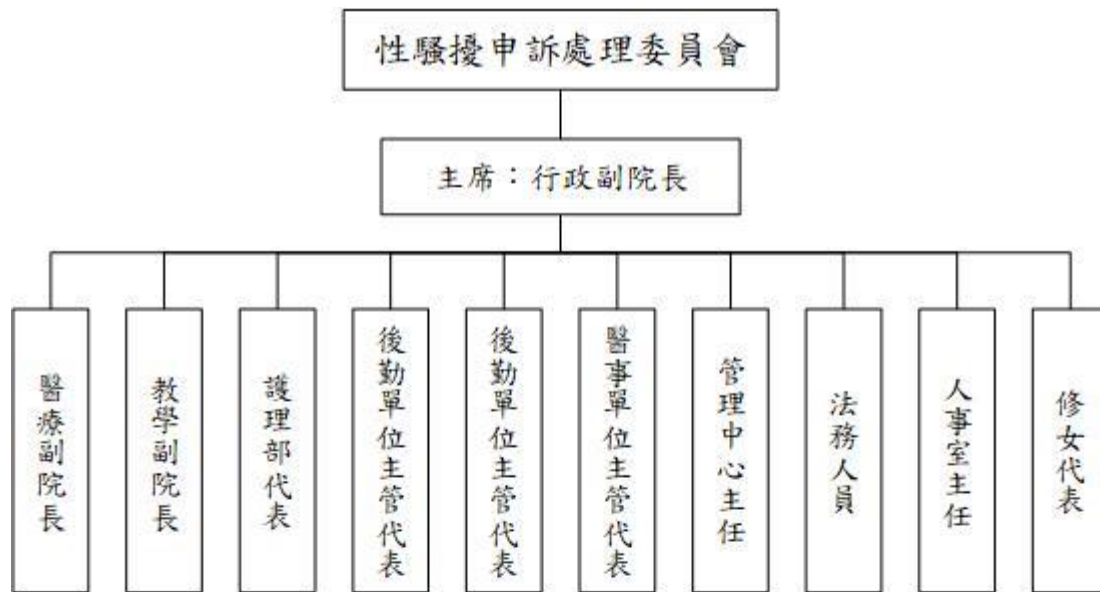 性騷擾申訴處理委員會
主席：行政副院長
醫療副院長
教學副院長
護理部代表
後勤單位主管代表
後勤單位主管代表
醫事單位主管代表
管理中心主任
法務人員
人事室主任
修女代表